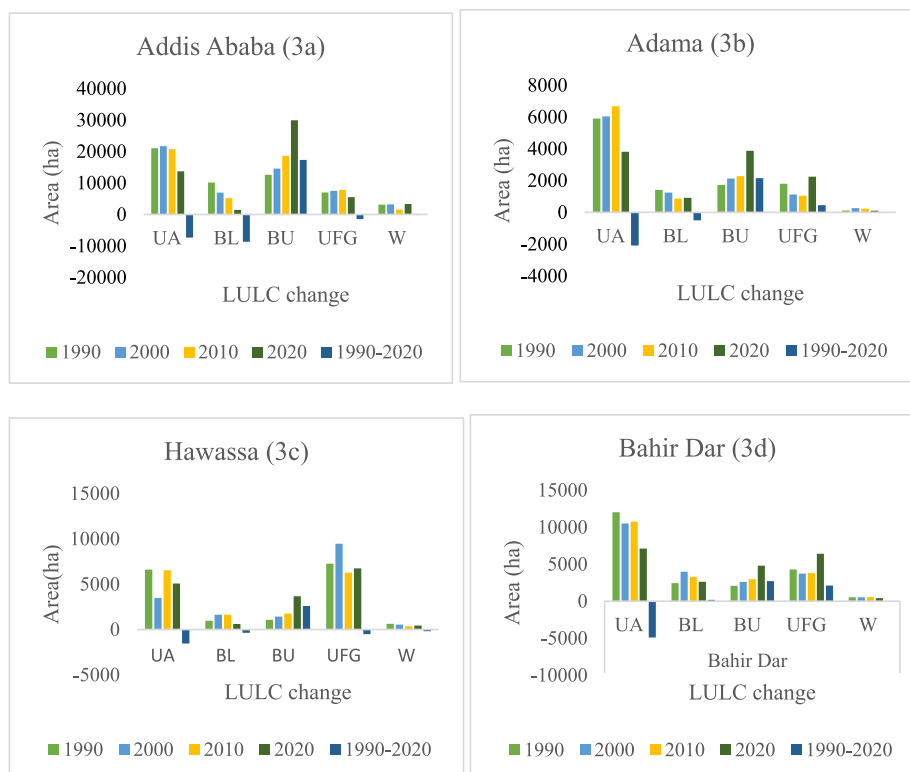 Addis Ababa (3a)
40000
30000
20000
10000
0
-10000
-20000
Area (ha)
UA BL BU UFG W
LULC change
1990 2000 2010 2020 1990-2020
Adama (3b)
8000
6000
4000
2000
0
-2000
-4000
Area (ha)
UA BL BU UFG W
LULC change
1990 2000 2010 2020 1990-2020
Hawassa (3c)
15000
10000
5000
0
-5000
Area(ha)
UA BL BU UFG W
LULC change
1990 2000 2010 2020 1990-2020
Bahir Dar (3d)
15000
10000
5000
0
-5000
-10000
Area (ha)
UA BL BU UFG W
Bahir Dar
LULC change
1990 2000 2010 2020 1990-2020